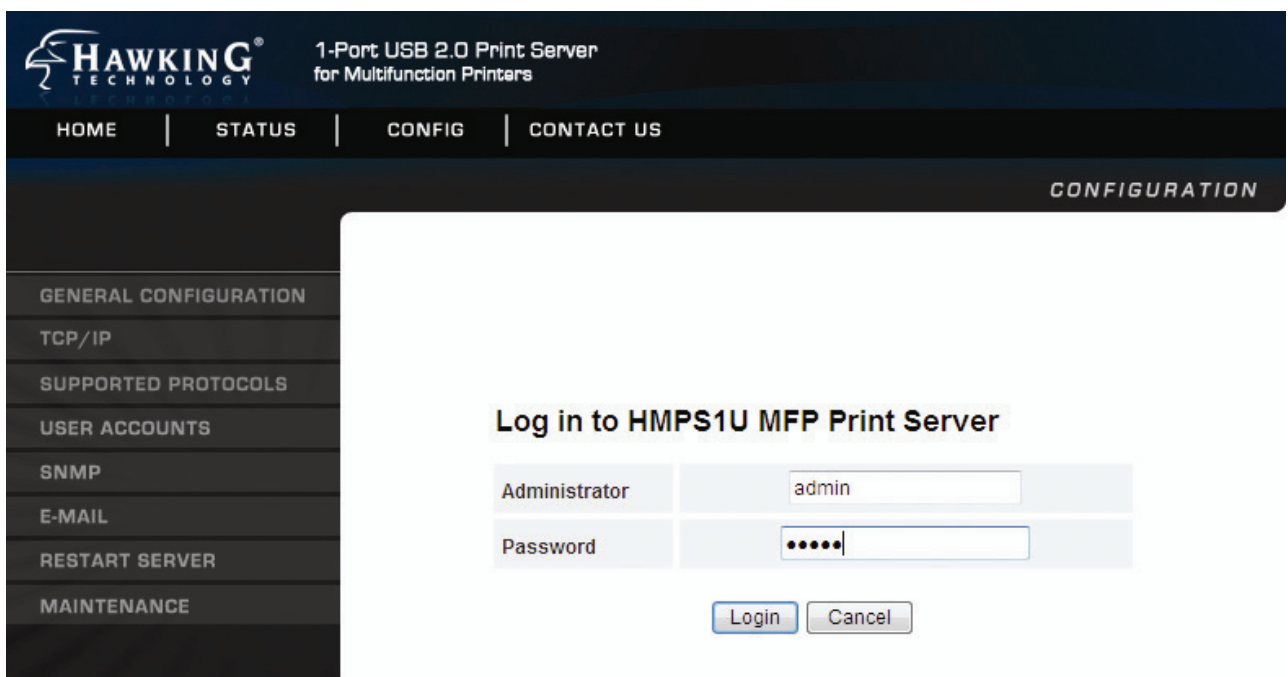 HAWKING®
TECHNOLOGY
1-Port USB 2.0 Print Server
for Multifunction Printers
HOME | STATUS | CONFIG | CONTACT US
CONFIGURATION
GENERAL CONFIGURATION
TCP/IP
SUPPORTED PROTOCOLS
USER ACCOUNTS
SNMP
E-MAIL
RESTART SERVER
MAINTENANCE
Log in to HMPS1U MFP Print Server
Administrator admin
Password •••••
Login Cancel